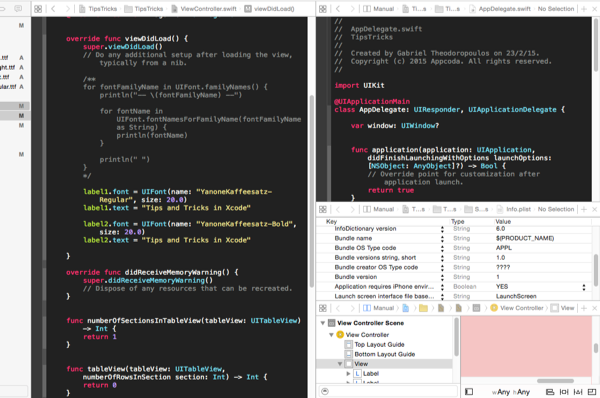 TipsTricks TipsTricks ViewController.swift viewDidLoad()
override func viewDidLoad() {
super.viewDidLoad()
// Do any additional setup after loading the view,
typically from a nib.
/**
for fontFamilyName in UIFont.familyNames() {
println("-- \(fontFamilyName) --")
for fontName in
UIFont.fontNamesForFamilyName(fontFamilyName
as String) {
println(fontName)
}
println(" ")
}
*/
label1.font = UIFont(name: "YanoneKaffeesatz-
Regular", size: 20.0)
label1.text = "Tips and Tricks in Xcode"
label2.font = UIFont(name: "YanoneKaffeesatz-Bold",
size: 20.0)
label2.text = "Tips and Tricks in Xcode"
}
override func didReceiveMemoryWarning() {
super.didReceiveMemoryWarning()
// Dispose of any resources that can be recreated.
}
func numberOfSectionsInTableView(tableView: UITableView)
-> Int {
return 1
}
func tableView(tableView: UITableView,
numberOfRowsInSection section: Int) -> Int {
return 0
.ttf A
ght.ttf A
t.ttf A
ular.ttf A
M
M
M
Manual T...s T...s AppDelegate.swift No Selection
//
// AppDelegate.swift
// TipsTricks
//
// Created by Gabriel Theodoropoulos on 23/2/15.
// Copyright (c) 2015 Appcoda. All rights reserved.
//
import UIKit
@UIApplicationMain
class AppDelegate: UIResponder, UIApplicationDelegate {
var window: UIWindow?
func application(application: UIApplication,
didFinishLaunchingWithOptions launchOptions:
[NSObject: AnyObject]?) -> Bool {
// Override point for customization after
application launch.
return true
Manual T...s Info.plist No Selection
Key Type Value
InfoDictionary version String 6.0
Bundle name String $(PRODUCT_NAME)
Bundle OS Type code String APPL
Bundle versions string, short String 1.0
Bundle creator OS Type code String ????
Bundle version String 1
Application requires iPhone envir... Boolean YES
Launch screen interface file base... String LaunchScreen
Manual View Controller View
View Controller Scene
View Controller
Top Layout Guide
Bottom Layout Guide
View
L Label
wAny hAny